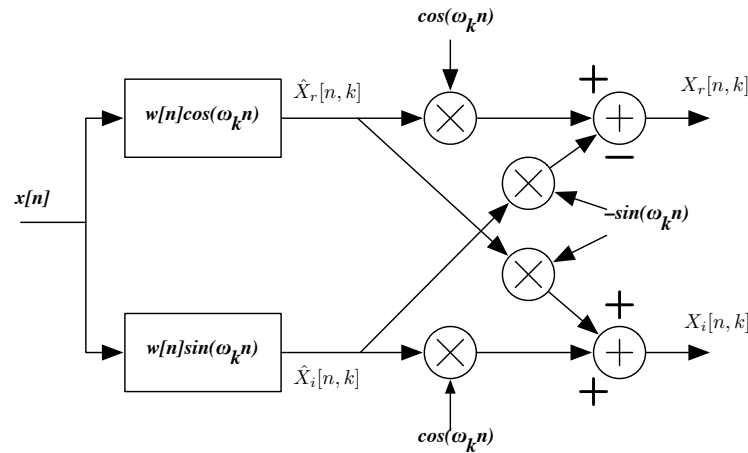 cos(ω_k n)
w[n]cos(ω_k n)
X̂_r[n, k]
+
X_r[n, k]
×
+
−
x[n]
×
−sin(ω_k n)
×
+
w[n]sin(ω_k n)
X̂_i[n, k]
×
+
X_i[n, k]
+
cos(ω_k n)